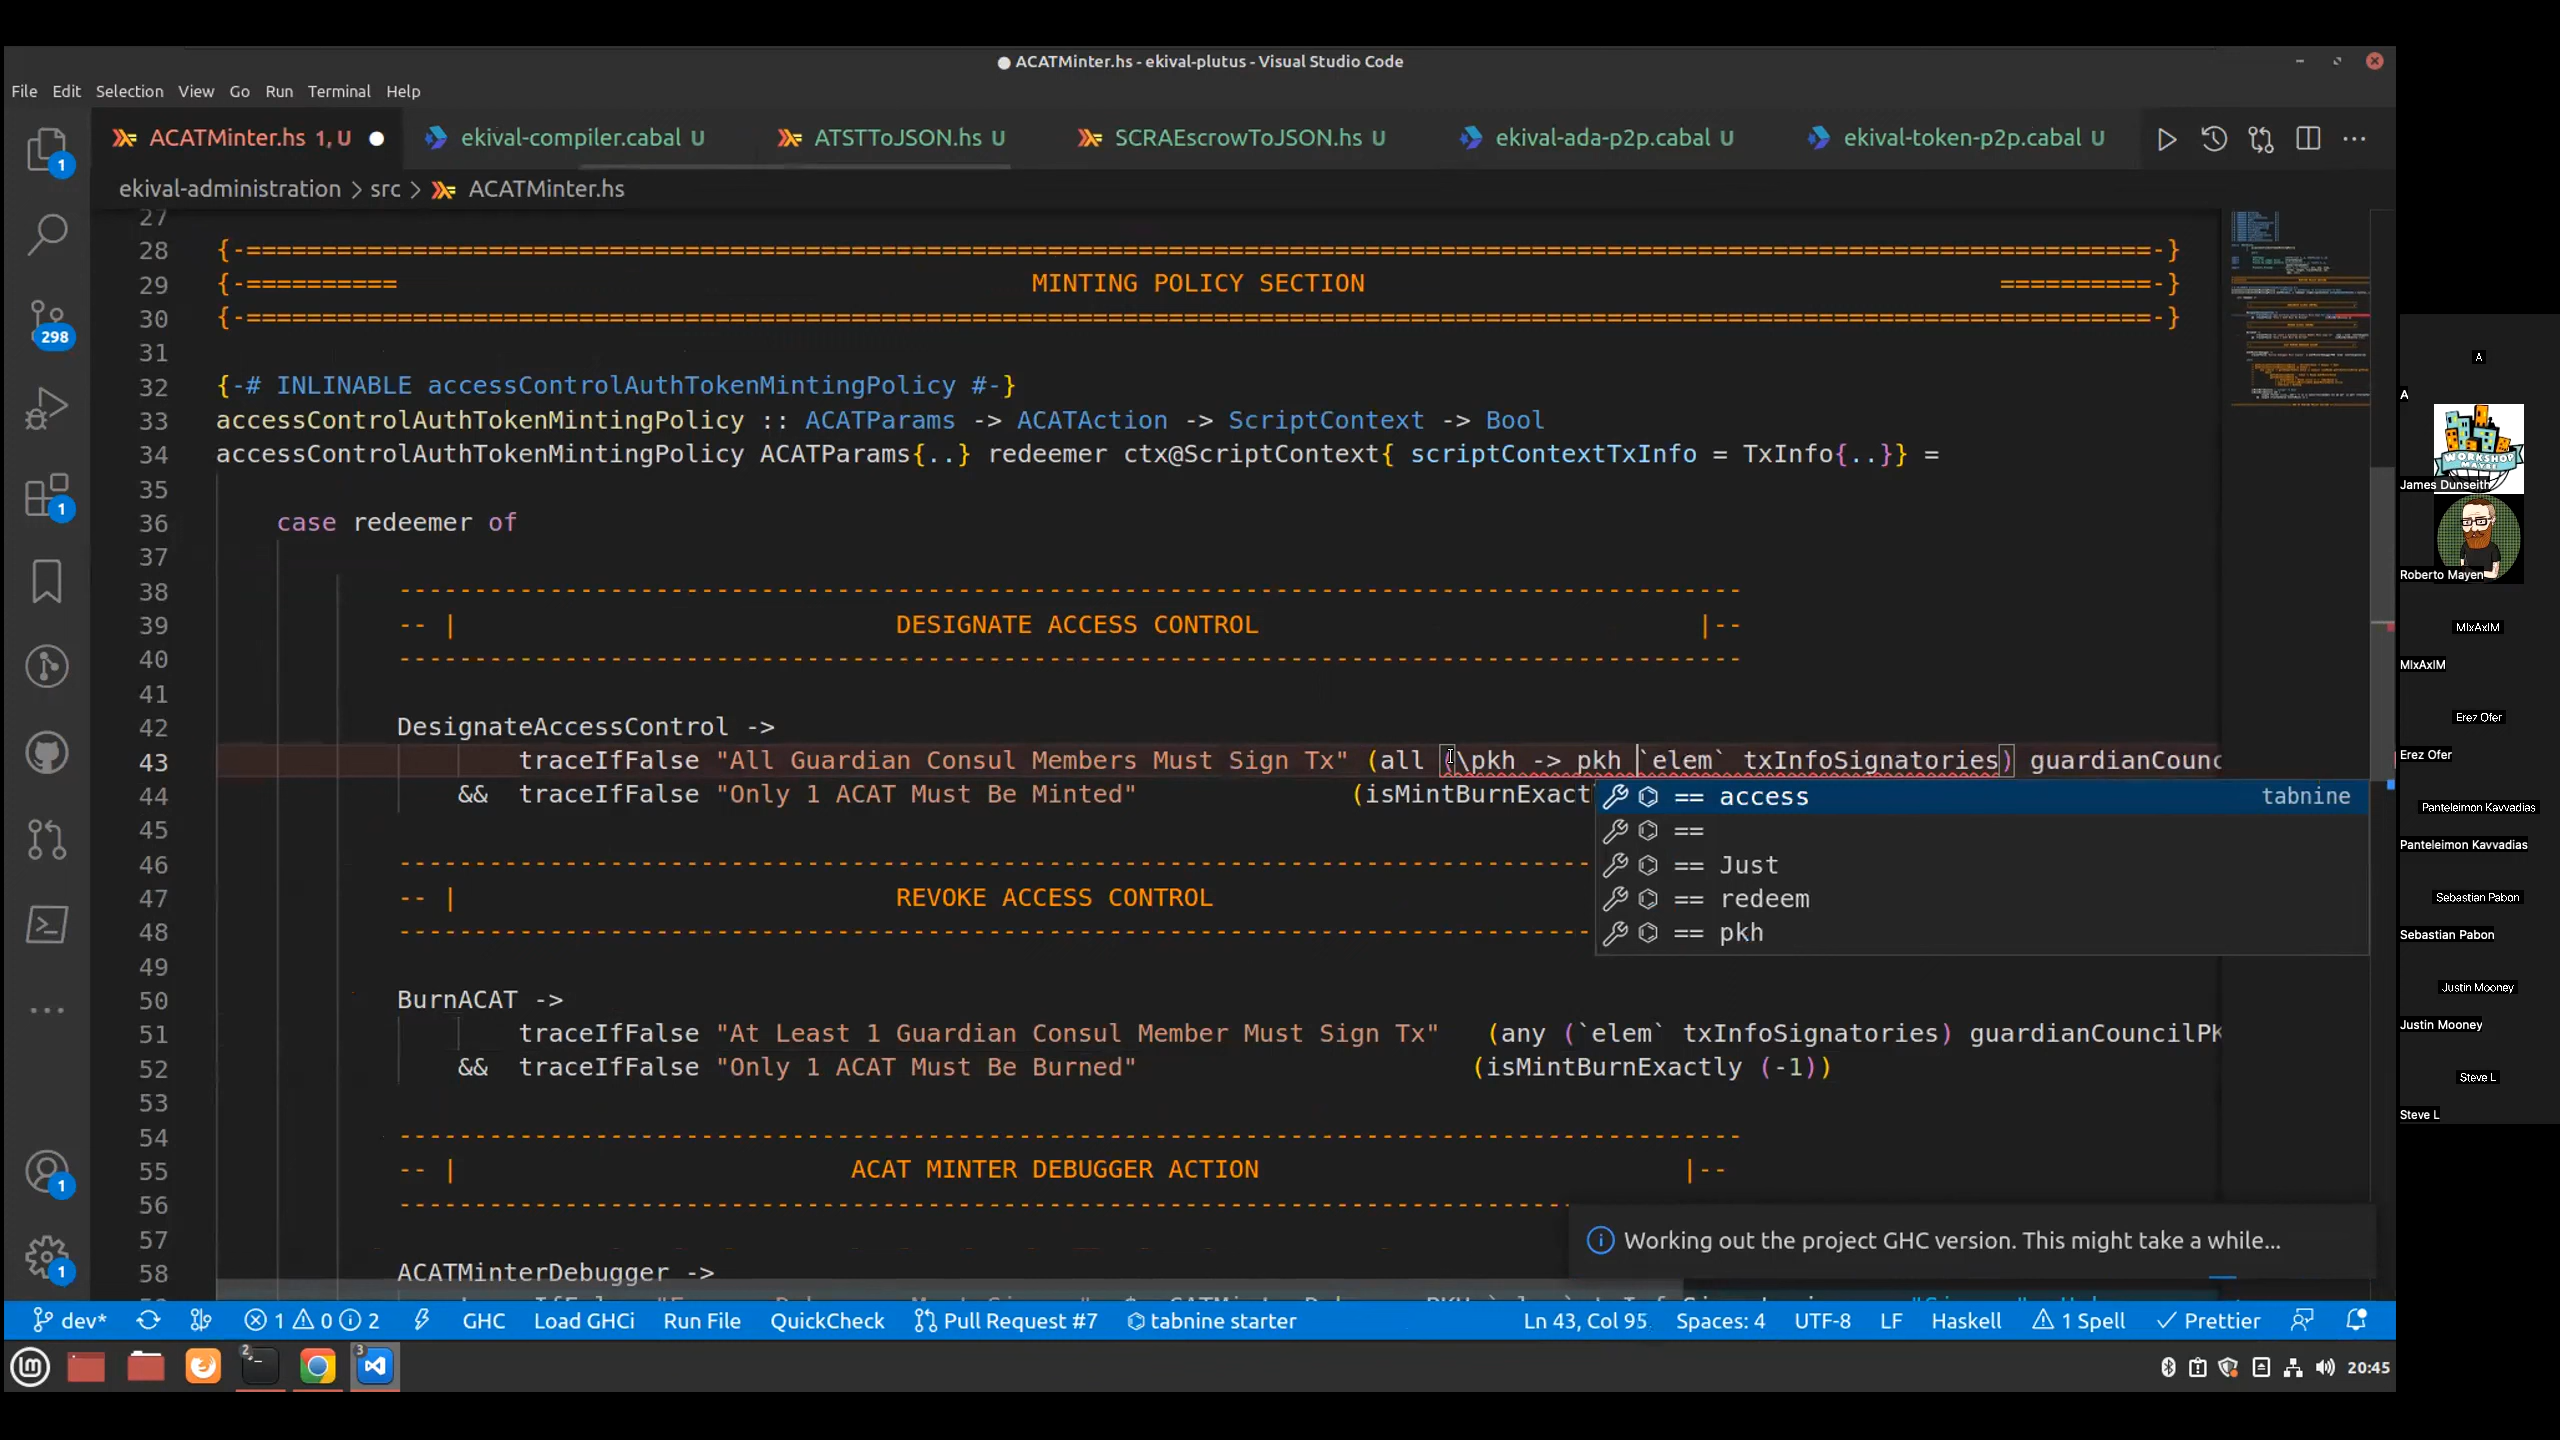 ACATMinter.hs - ekival-plutus - Visual Studio Code
File Edit Selection View Go Run Terminal Help
ACATMinter.hs 1, U
ekival-compiler.cabal U
ATSTToJSON.hs U
SCRAEscrowToJSON.hs U
ekival-ada-p2p.cabal U
ekival-token-p2p.cabal U
ekival-administration > src > ACATMinter.hs
27
28 {-==============================================================================================================================-}
29 {-========== MINTING POLICY SECTION ==========-}
30 {-==============================================================================================================================-}
31
32 {-# INLINABLE accessControlAuthTokenMintingPolicy #-}
33 accessControlAuthTokenMintingPolicy :: ACATParams -> ACATAction -> ScriptContext -> Bool
34 accessControlAuthTokenMintingPolicy ACATParams{..} redeemer ctx@ScriptContext{ scriptContextTxInfo = TxInfo{..}} =
35
36 case redeemer of
37
38 -----------------------------------------------------------------------------------------
39 -- | DESIGNATE ACCESS CONTROL |--
40 -----------------------------------------------------------------------------------------
41
42 DesignateAccessControl ->
43 traceIfFalse "All Guardian Consul Members Must Sign Tx" (all (\pkh -> pkh `elem` txInfoSignatories) guardianCounc
44 && traceIfFalse "Only 1 ACAT Must Be Minted" (isMintBurnExact
== access tabnine
==
== Just
== redeem
== pkh
45
46 -------------------------------------------------------------------------------
47 -- | REVOKE ACCESS CONTROL
48 -------------------------------------------------------------------------------
49
50 BurnACAT ->
51 traceIfFalse "At Least 1 Guardian Consul Member Must Sign Tx" (any (`elem` txInfoSignatories) guardianCouncilPK
52 && traceIfFalse "Only 1 ACAT Must Be Burned" (isMintBurnExactly (-1))
53
54 -----------------------------------------------------------------------------------------
55 -- | ACAT MINTER DEBUGGER ACTION |--
56 ------------------------------------------------------------------------------
57
58 ACATMinterDebugger ->
Working out the project GHC version. This might take a while...
1
298
1
1
1
dev* 1 0 2 GHC Load GHCi Run File QuickCheck Pull Request #7 tabnine starter Ln 43, Col 95 Spaces: 4 UTF-8 LF Haskell 1 Spell Prettier
2
3
20:45
A
A
WORKSHOP MAYBE
James Dunseith
Roberto Mayen
MIxAxIM
MIxAxIM
Erez Ofer
Erez Ofer
Panteleimon Kavvadias
Panteleimon Kavvadias
Sebastian Pabon
Sebastian Pabon
Justin Mooney
Justin Mooney
Steve L
Steve L